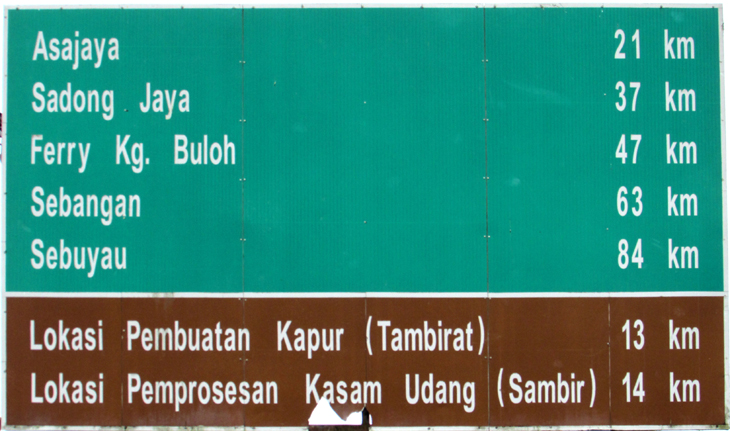 Asajaya 21 km
Sadong Jaya 37 km
Ferry Kg. Buloh 47 km
Sebangan 63 km
Sebuyau 84 km
Lokasi Pembuatan Kapur (Tambirat) 13 km
Lokasi Pemprosesan Kasam Udang (Sambir) 14 km